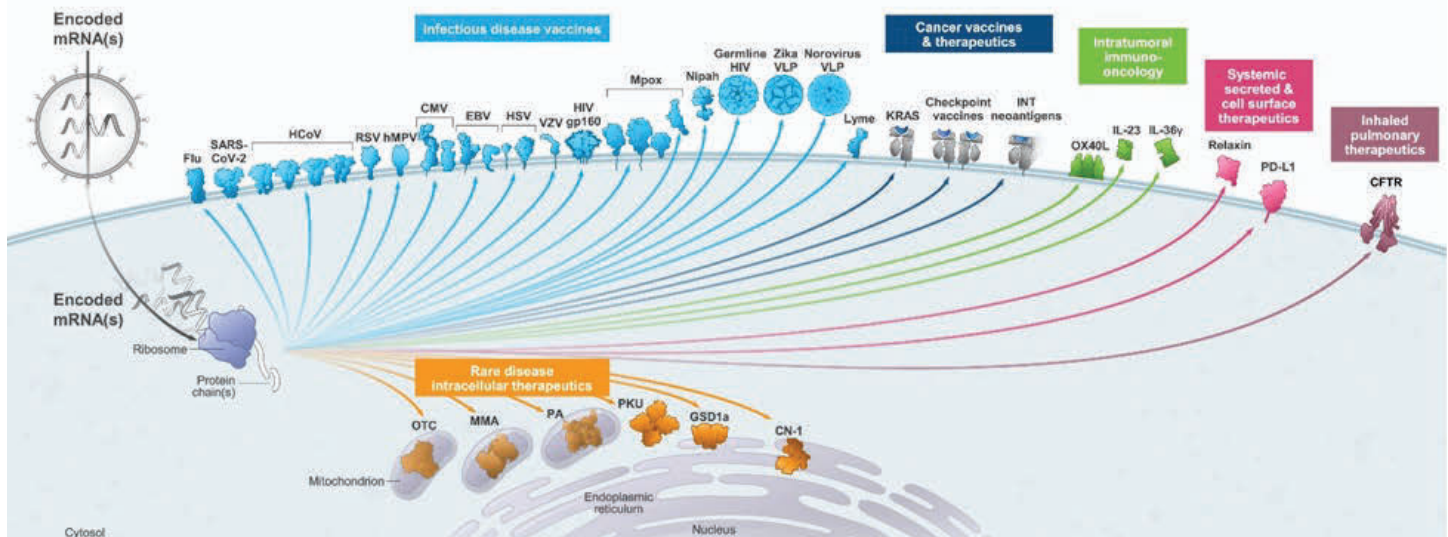 Encoded
mRNA(s)
Infectious disease vaccines
Cancer vaccines
& therapeutics
Intratumoral
immuno-
oncology
Systemic
secreted &
cell surface
therapeutics
Inhaled
pulmonary
therapeutics
Flu
SARS-
CoV-2
HCoV
RSV
hMPV
CMV
EBV
HSV
VZV
HIV
gp160
Mpox
Nipah
Germline
HIV
Zika
VLP
Norovirus
VLP
Lyme
KRAS
Checkpoint
vaccines
INT
neoantigens
OX40L
IL-23
IL-36γ
Relaxin
PD-L1
CFTR
Encoded
mRNA(s)
Ribosome
Protein
chain(s)
Rare disease
intracellular therapeutics
OTC
MMA
PA
PKU
GSD1a
CN-1
Mitochondrion
Endoplasmic
reticulum
Nucleus
Cytosol